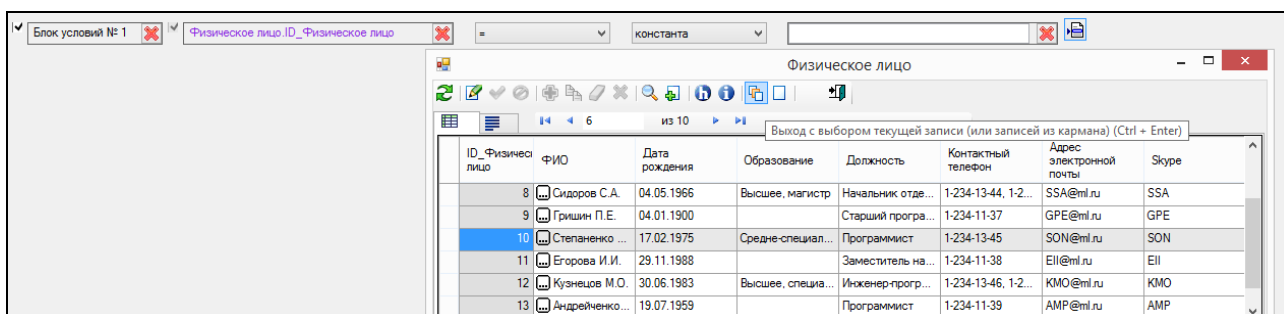 Блок условий № 1 Физическое лицо.ID_Физическое лицо = константа
Физическое лицо
6 из 10
Выход с выбором текущей записи (или записей из кармана) (Ctrl + Enter)
ID_Физичесі лицо ФИО Дата рождения Образование Должность Контактный телефон Адрес электронной почты Skype
8 ... Сидоров С.А. 04.05.1966 Высшее, магистр Начальник отде... 1-234-13-44, 1-2... SSA@ml.ru SSA
9 ... Гришин П.Е. 04.01.1900 Старший програ... 1-234-11-37 GPE@ml.ru GPE
10 ... Степаненко ... 17.02.1975 Средне-специал... Программист 1-234-13-45 SON@ml.ru SON
11 ... Егорова И.И. 29.11.1988 Заместитель на... 1-234-11-38 EII@ml.ru EII
12 ... Кузнецов М.О. 30.06.1983 Высшее, специа... Инженер-прогр... 1-234-13-46, 1-2... KMO@ml.ru KMO
13 ... Андрейченко... 19.07.1959 Программист 1-234-11-39 AMP@ml.ru AMP